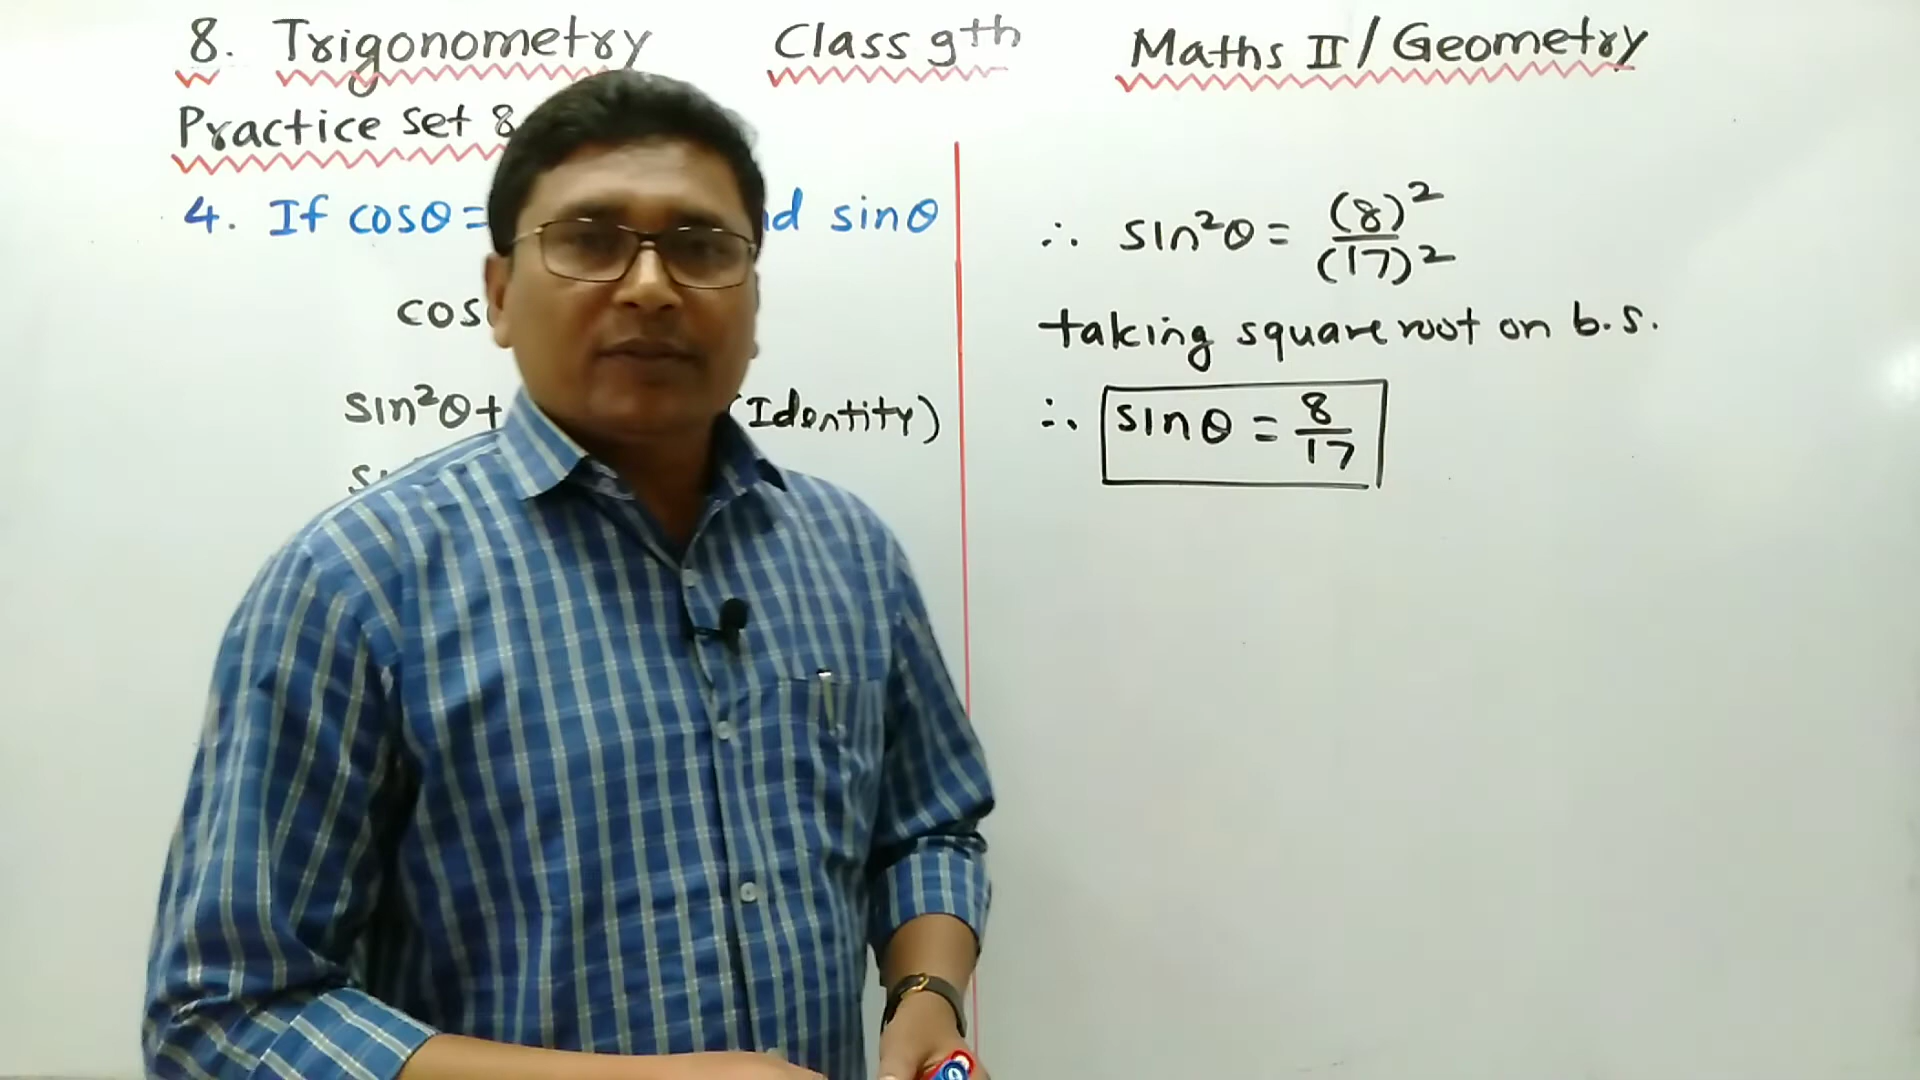 8. Trigonometry Class 9th Maths II / Geometry
Practice set 8
4. If cosθ = sinθ
cos
sin²θ + (Identity)
∴ sin²θ = (8)²/(17)²
taking square root on b.s.
∴ sinθ = 8/17